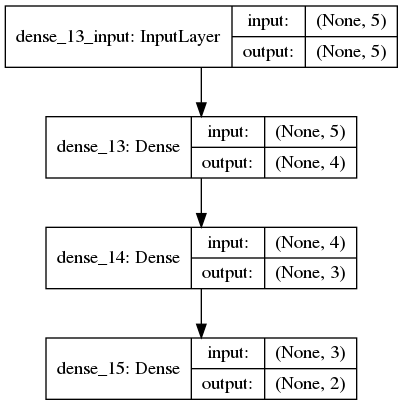 dense_13_input: InputLayer input: (None, 5)
output: (None, 5)
dense_13: Dense input: (None, 5)
output: (None, 4)
dense_14: Dense input: (None, 4)
output: (None, 3)
dense_15: Dense input: (None, 3)
output: (None, 2)